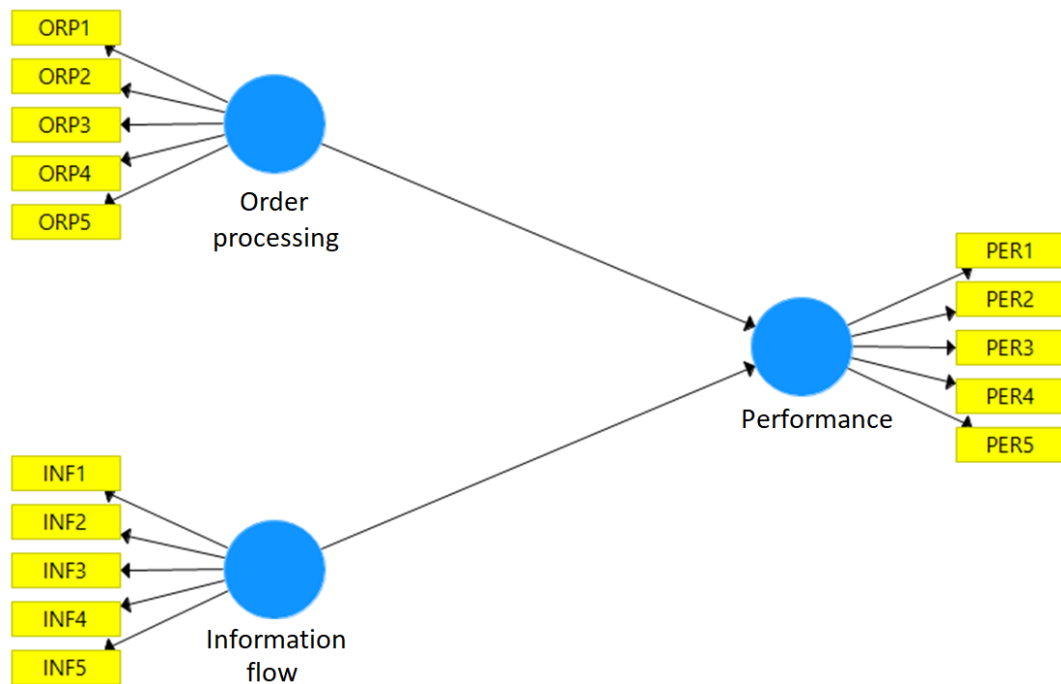 ORP1
ORP2
ORP3
ORP4
ORP5
Order
processing
PER1
PER2
PER3
PER4
PER5
Performance
INF1
INF2
INF3
INF4
INF5
Information
flow